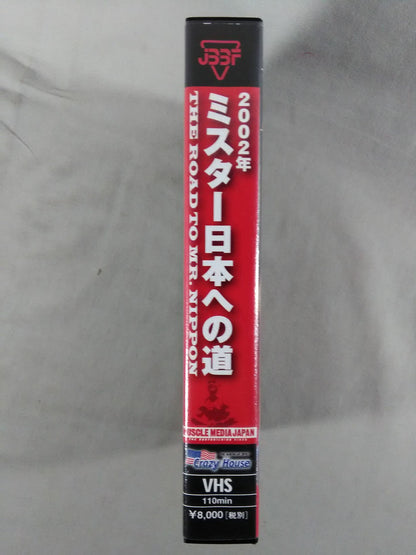 JBBF
2002年
ミスター日本への道
THE ROAD TO MR. NIPPON
MUSCLE MEDIA JAPAN
Crazy House
VHS
110min
¥8,000［税別］